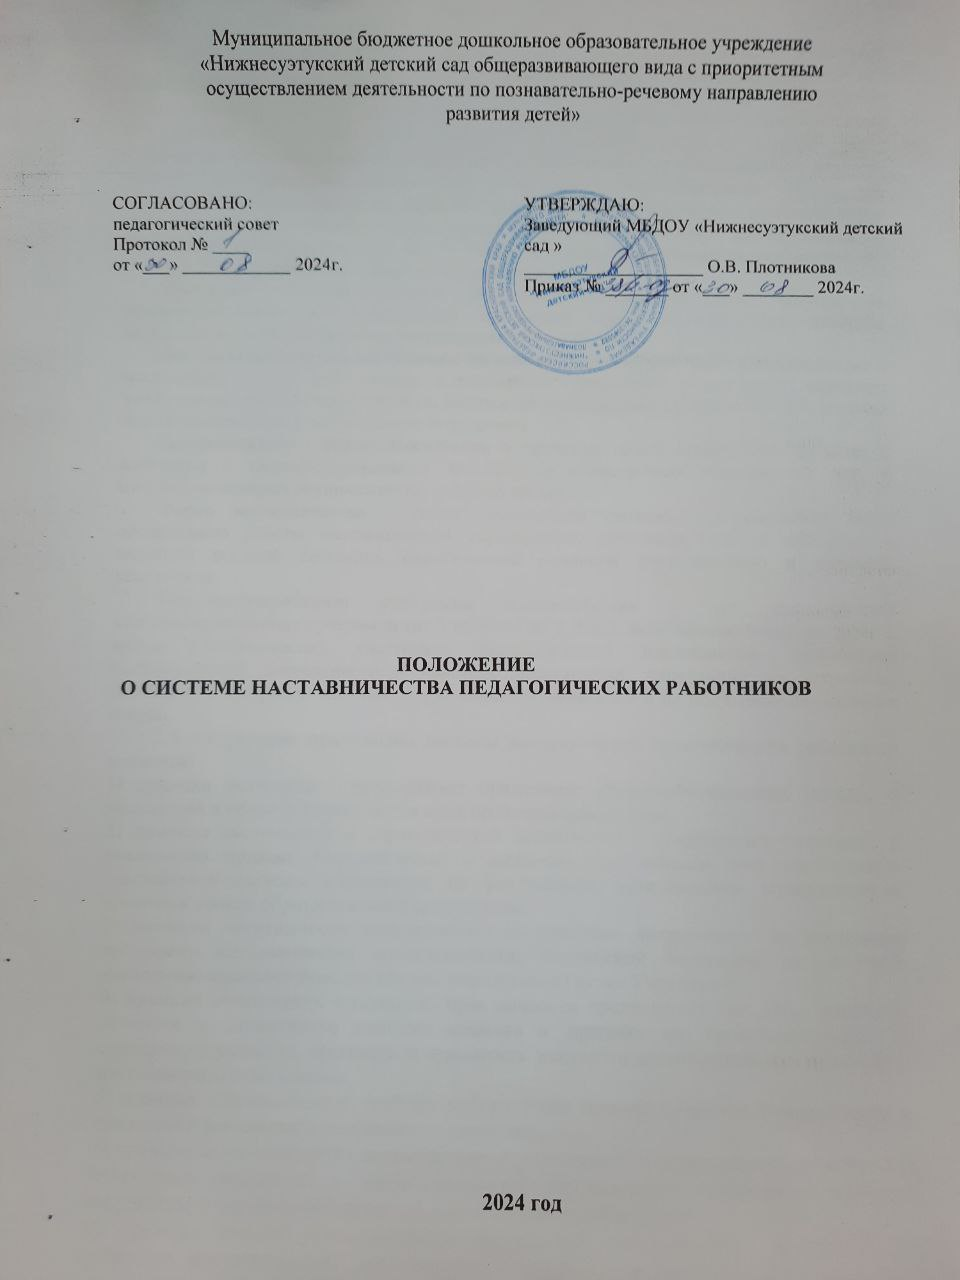 Муниципальное бюджетное дошкольное образовательное учреждение
«Нижнесуэтукский детский сад общеразвивающего вида с приоритетным
осуществлением деятельности по познавательно-речевому направлению
развития детей»
СОГЛАСОВАНО:
педагогический совет
Протокол № 1
от «30» 08 2024г.
УТВЕРЖДАЮ:
Заведующий МБДОУ «Нижнесуэтукский детский
сад »
О.В. Плотникова
Приказ № от «30» 08 2024г.
МБДОУ
ПОЛОЖЕНИЕ
О СИСТЕМЕ НАСТАВНИЧЕСТВА ПЕДАГОГИЧЕСКИХ РАБОТНИКОВ
2024 год